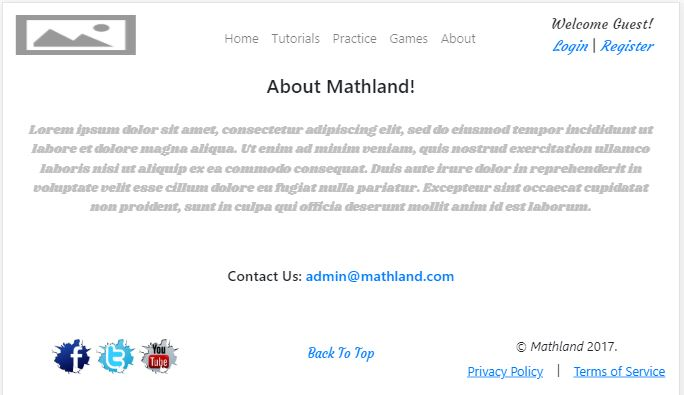 Home Tutorials Practice Games About
Welcome Guest!
Login | Register
About Mathland!
Lorem ipsum dolor sit amet, consectetur adipiscing elit, sed do eiusmod tempor incididunt ut
labore et dolore magna aliqua. Ut enim ad minim veniam, quis nostrud exercitation ullamco
laboris nisi ut aliquip ex ea commodo consequat. Duis aute irure dolor in reprehenderit in
voluptate velit esse cillum dolore eu fugiat nulla pariatur. Excepteur sint occaecat cupidatat
non proident, sunt in culpa qui officia deserunt mollit anim id est laborum.
Contact Us: admin@mathland.com
f t You
Tube
Back To Top
© Mathland 2017.
Privacy Policy | Terms of Service